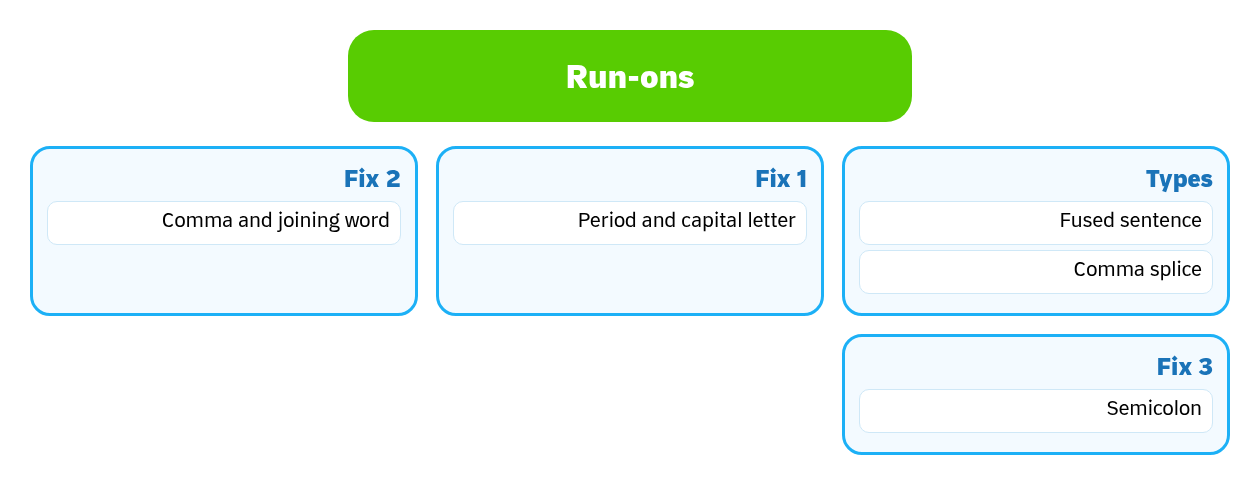 Run-ons
Types
Fused sentence
Comma splice
Fix 1
Period and capital letter
Fix 2
Comma and joining word
Fix 3
Semicolon